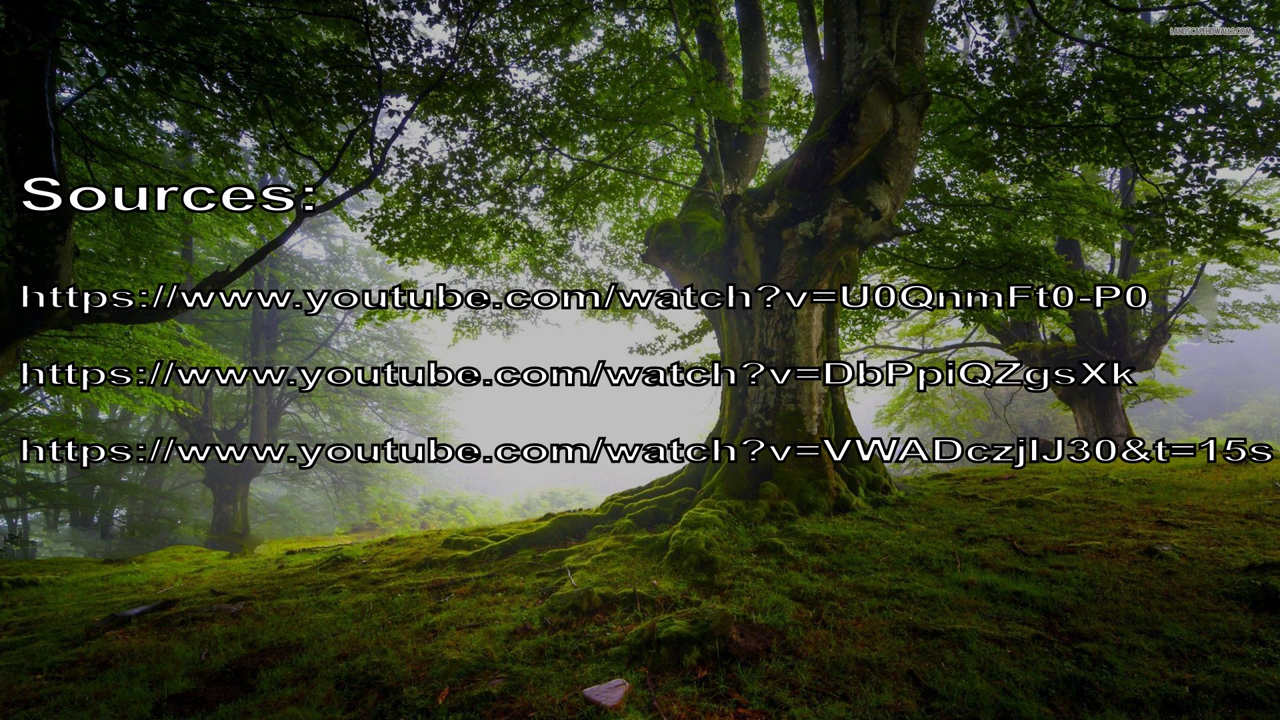 Sources:
https://www.youtube.com/watch?v=U0QnmFt0-P0
https://www.youtube.com/watch?v=DbPpiQZgsXk
https://www.youtube.com/watch?v=VWADczjIJ30&t=15s